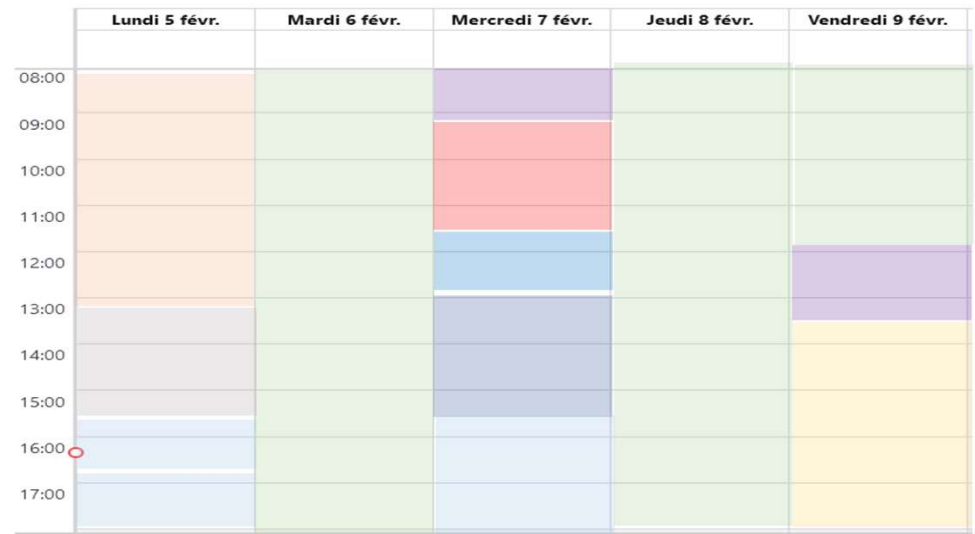 Lundi 5 févr.
Mardi 6 févr.
Mercredi 7 févr.
Jeudi 8 févr.
Vendredi 9 févr.
08:00
09:00
10:00
11:00
12:00
13:00
14:00
15:00
16:00
17:00